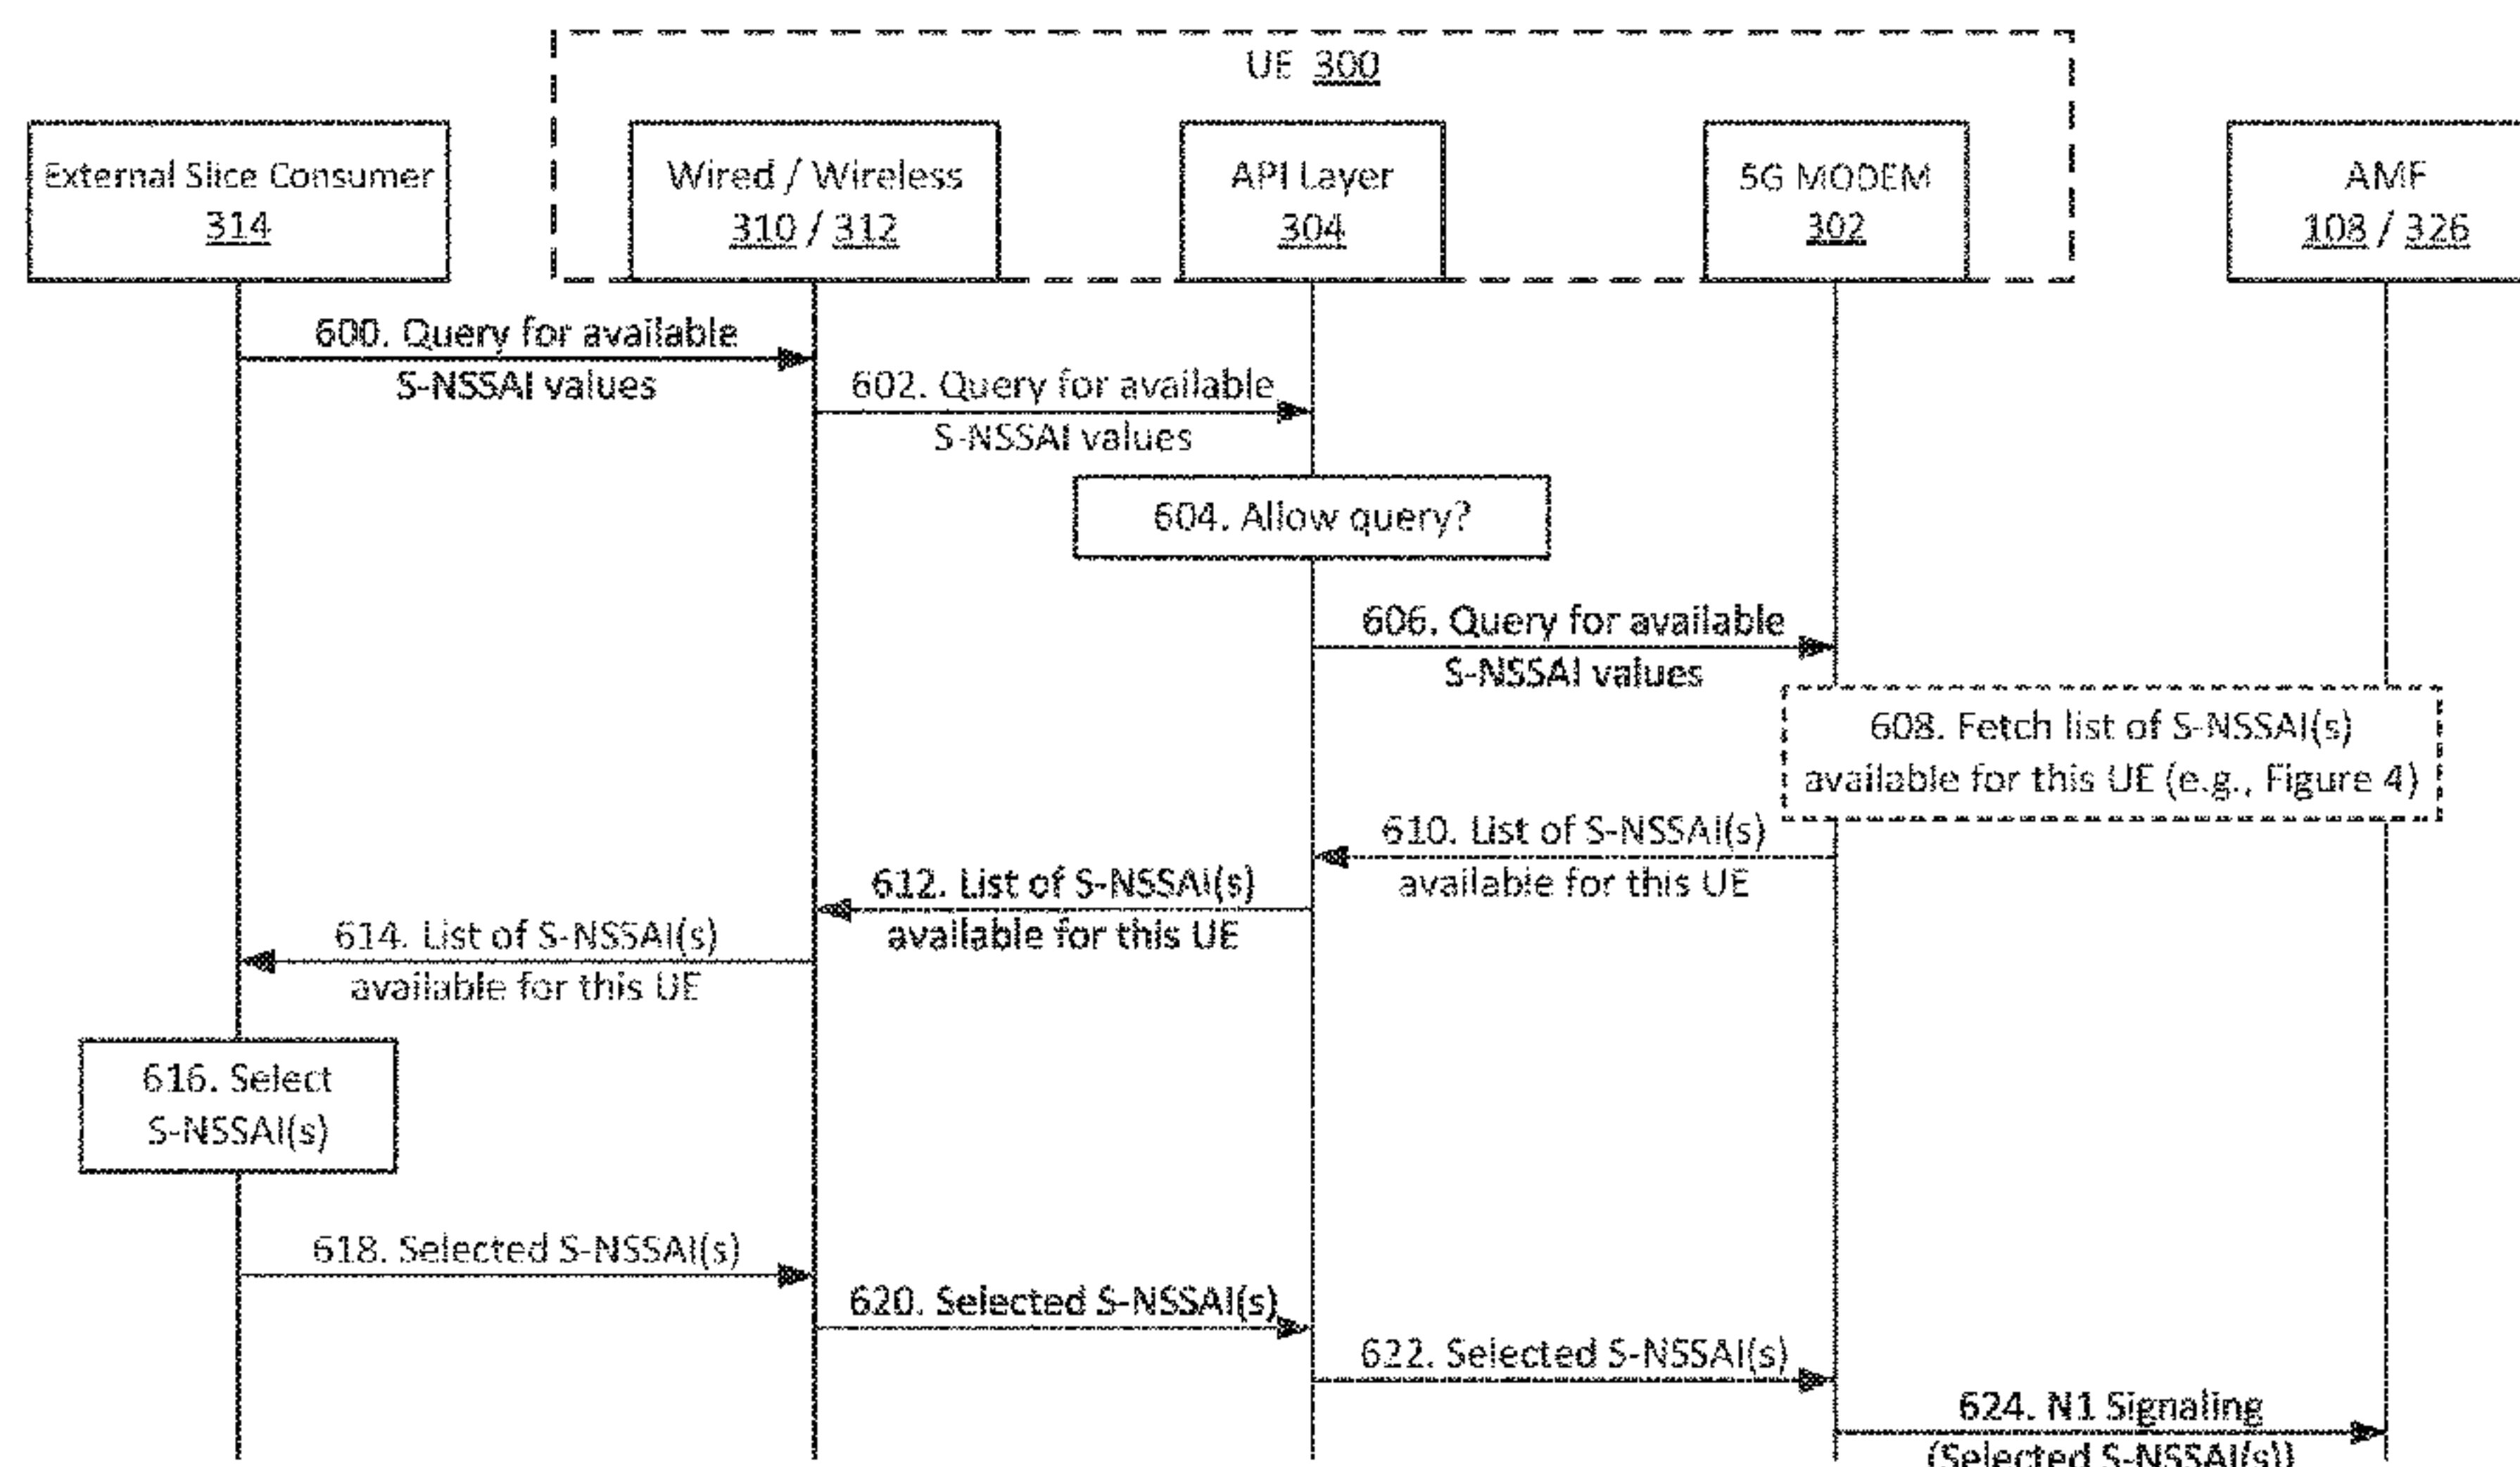 UE 300
External Slice Consumer
314
Wired / Wireless
310 / 312
API Layer
304
5G MODEM
302
AMF
108 / 326
600. Query for available
S-NSSAI values
602. Query for available
S-NSSAI values
604. Allow query?
606. Query for available
S-NSSAI values
608. Fetch list of S-NSSAI(s)
available for this UE (e.g., Figure 4)
610. List of S-NSSAI(s)
available for this UE
612. List of S-NSSAI(s)
available for this UE
614. List of S-NSSAI(s)
available for this UE
616. Select
S-NSSAI(s)
618. Selected S-NSSAI(s)
620. Selected S-NSSAI(s)
622. Selected S-NSSAI(s)
624. N1 Signaling
(Selected S-NSSAI(s))